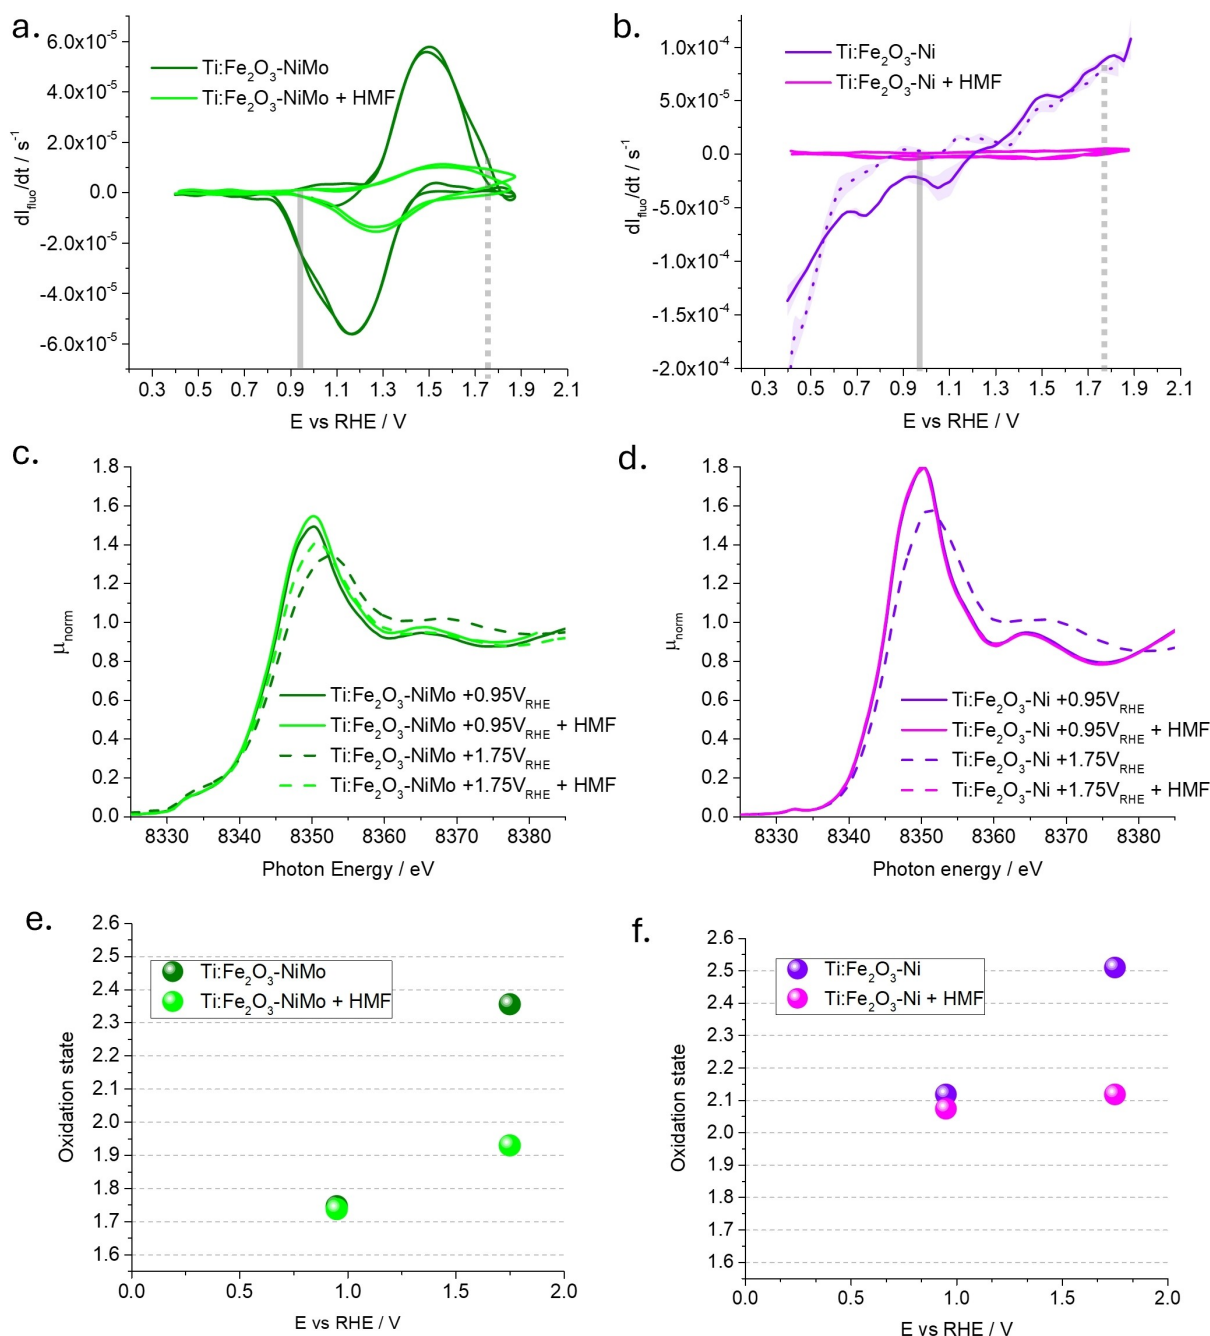 a.
6.0x10⁻⁵
4.0x10⁻⁵
2.0x10⁻⁵
0.0
-2.0x10⁻⁵
-4.0x10⁻⁵
-6.0x10⁻⁵
dI_fluo/dt / s⁻¹
Ti:Fe₂O₃-NiMo
Ti:Fe₂O₃-NiMo + HMF
0.3 0.5 0.7 0.9 1.1 1.3 1.5 1.7 1.9 2.1
E vs RHE / V
b.
1.0x10⁻⁴
5.0x10⁻⁵
0.0
-5.0x10⁻⁵
-1.0x10⁻⁴
-1.5x10⁻⁴
-2.0x10⁻⁴
dI_fluo/dt / s⁻¹
Ti:Fe₂O₃-Ni
Ti:Fe₂O₃-Ni + HMF
0.3 0.5 0.7 0.9 1.1 1.3 1.5 1.7 1.9 2.1
E vs RHE / V
c.
1.8
1.6
1.4
1.2
1.0
0.8
0.6
0.4
0.2
0.0
μ_norm
Ti:Fe₂O₃-NiMo +0.95V_RHE
Ti:Fe₂O₃-NiMo +0.95V_RHE + HMF
Ti:Fe₂O₃-NiMo +1.75V_RHE
Ti:Fe₂O₃-NiMo +1.75V_RHE + HMF
8330 8340 8350 8360 8370 8380
Photon Energy / eV
d.
1.8
1.6
1.4
1.2
1.0
0.8
0.6
0.4
0.2
0.0
μ_norm
Ti:Fe₂O₃-Ni +0.95V_RHE
Ti:Fe₂O₃-Ni +0.95V_RHE + HMF
Ti:Fe₂O₃-Ni +1.75V_RHE
Ti:Fe₂O₃-Ni +1.75V_RHE + HMF
8330 8340 8350 8360 8370 8380
Photon energy / eV
e.
2.6
2.5
2.4
2.3
2.2
2.1
2.0
1.9
1.8
1.7
1.6
Oxidation state
Ti:Fe₂O₃-NiMo
Ti:Fe₂O₃-NiMo + HMF
0.0 0.5 1.0 1.5 2.0
E vs RHE / V
f.
2.6
2.5
2.4
2.3
2.2
2.1
2.0
1.9
1.8
1.7
1.6
Oxidation state
Ti:Fe₂O₃-Ni
Ti:Fe₂O₃-Ni + HMF
0.0 0.5 1.0 1.5 2.0
E vs RHE / V